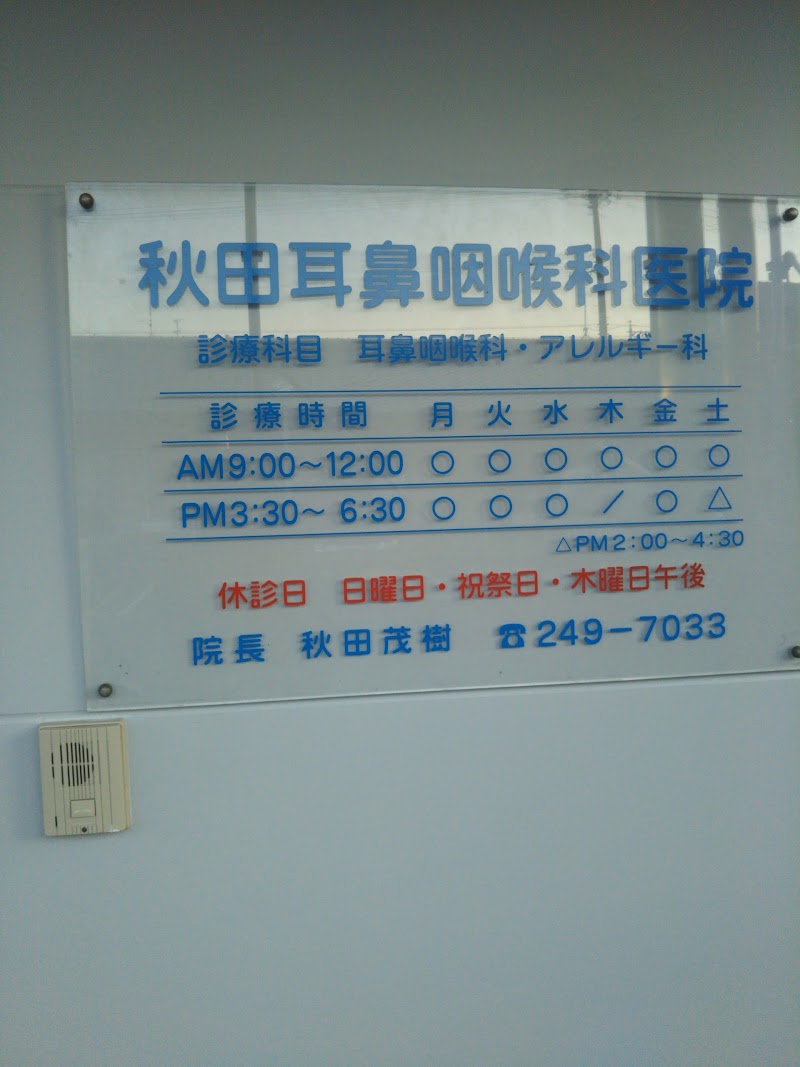 秋田耳鼻咽喉科医院
診療科目 耳鼻咽喉科・アレルギー科
診療時間 月 火 水 木 金 土
AM9:00～12:00 ○ ○ ○ ○ ○ ○
PM3:30～ 6:30 ○ ○ ○ ／ ○ △
△PM2:00～4:30
休診日 日曜日・祝祭日・木曜日午後
院長 秋田茂樹 ☎249-7033